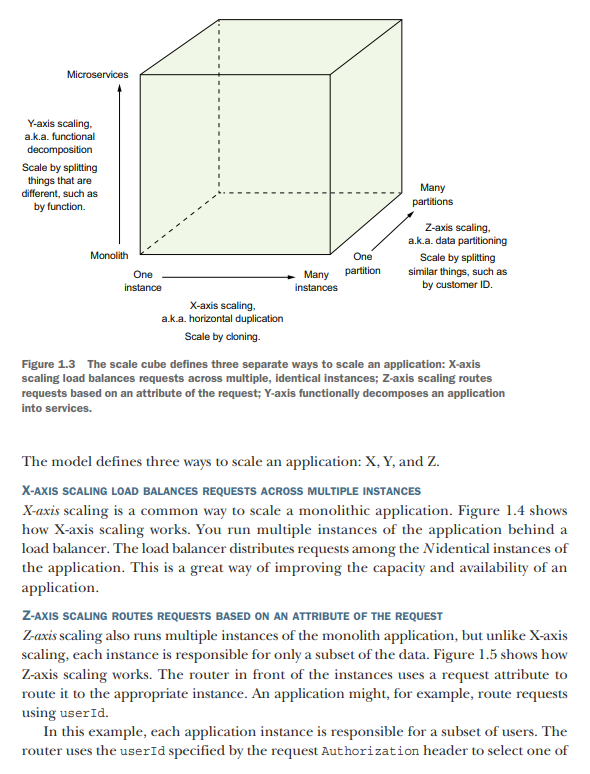 Microservices
Y-axis scaling,
a.k.a. functional
decomposition
Scale by splitting
things that are
different, such as
by function.
Monolith
One
instance
Many
instances
X-axis scaling,
a.k.a. horizontal duplication
Scale by cloning.
One
partition
Many
partitions
Z-axis scaling,
a.k.a. data partitioning
Scale by splitting
similar things, such as
by customer ID.
Figure 1.3 The scale cube defines three separate ways to scale an application: X-axis
scaling load balances requests across multiple, identical instances; Z-axis scaling routes
requests based on an attribute of the request; Y-axis functionally decomposes an application
into services.
The model defines three ways to scale an application: X, Y, and Z.
X-AXIS SCALING LOAD BALANCES REQUESTS ACROSS MULTIPLE INSTANCES
X-axis scaling is a common way to scale a monolithic application. Figure 1.4 shows
how X-axis scaling works. You run multiple instances of the application behind a
load balancer. The load balancer distributes requests among the N identical instances of
the application. This is a great way of improving the capacity and availability of an
application.
Z-AXIS SCALING ROUTES REQUESTS BASED ON AN ATTRIBUTE OF THE REQUEST
Z-axis scaling also runs multiple instances of the monolith application, but unlike X-axis
scaling, each instance is responsible for only a subset of the data. Figure 1.5 shows how
Z-axis scaling works. The router in front of the instances uses a request attribute to
route it to the appropriate instance. An application might, for example, route requests
using userId.
In this example, each application instance is responsible for a subset of users. The
router uses the userId specified by the request Authorization header to select one of